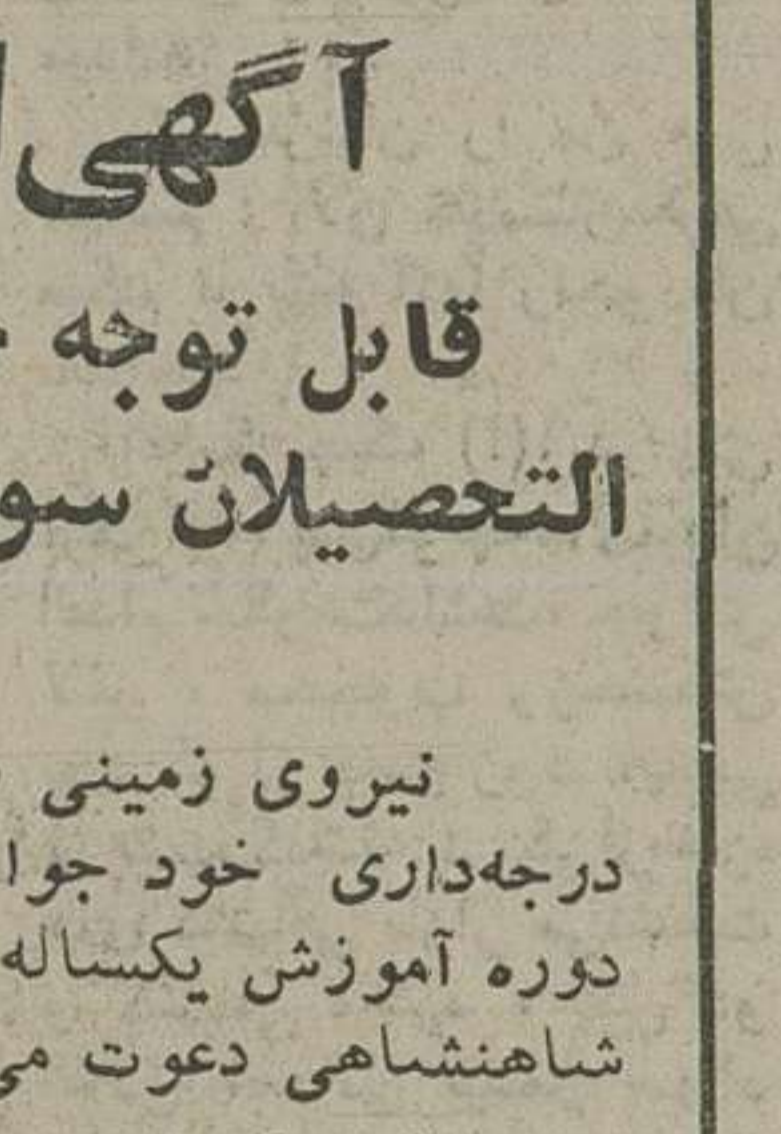 آگهی
قابل توجه
التحصیلان سو
نیروی زمینی
درجه‌داری خود جوا
دوره آموزش یکساله
شاهنشاهی دعوت می